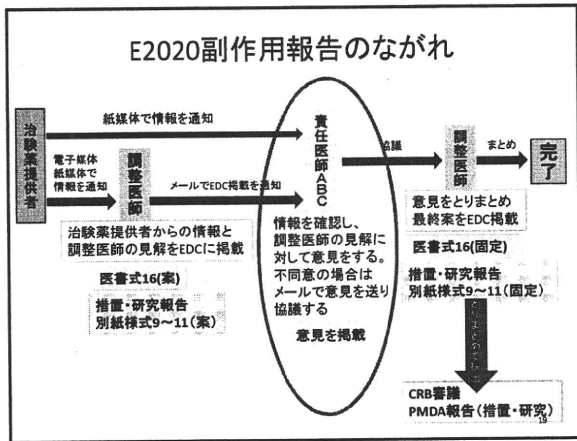 E2020副作用報告のながれ
紙媒体で情報を通知
治験薬提供者
電子媒体
紙媒体で
情報を通知
調整医師
メールでEDC掲載を通知
治験薬提供者からの情報と
調整医師の見解をEDCに掲載
医書式16(案)
措置・研究報告
別紙様式9～11(案)
責任医師ABC
情報を確認し、
調整医師の見解に
対して意見をする。
不同意の場合は
メールで意見を送り
協議する
意見を掲載
協議
調整医師
まとめ
完了
意見をとりまとめ
最終案をEDC掲載
医書式16(固定)
措置・研究報告
別紙様式9～11(固定)
CRB審議
PMDA報告(措置・研究)
19